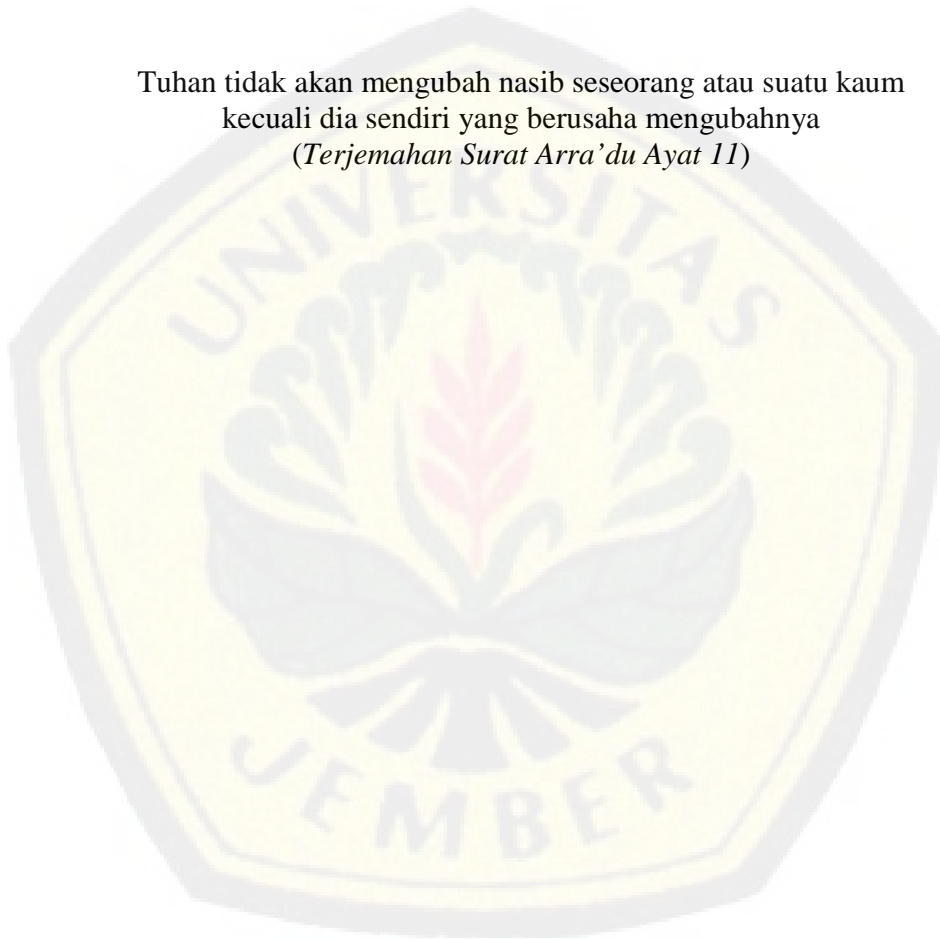 Tuhan tidak akan mengubah nasib seseorang atau suatu kaum
kecuali dia sendiri yang berusaha mengubahnya
(Terjemahan Surat Arra’du Ayat 11)
UNIVERSITAS
JEMBER